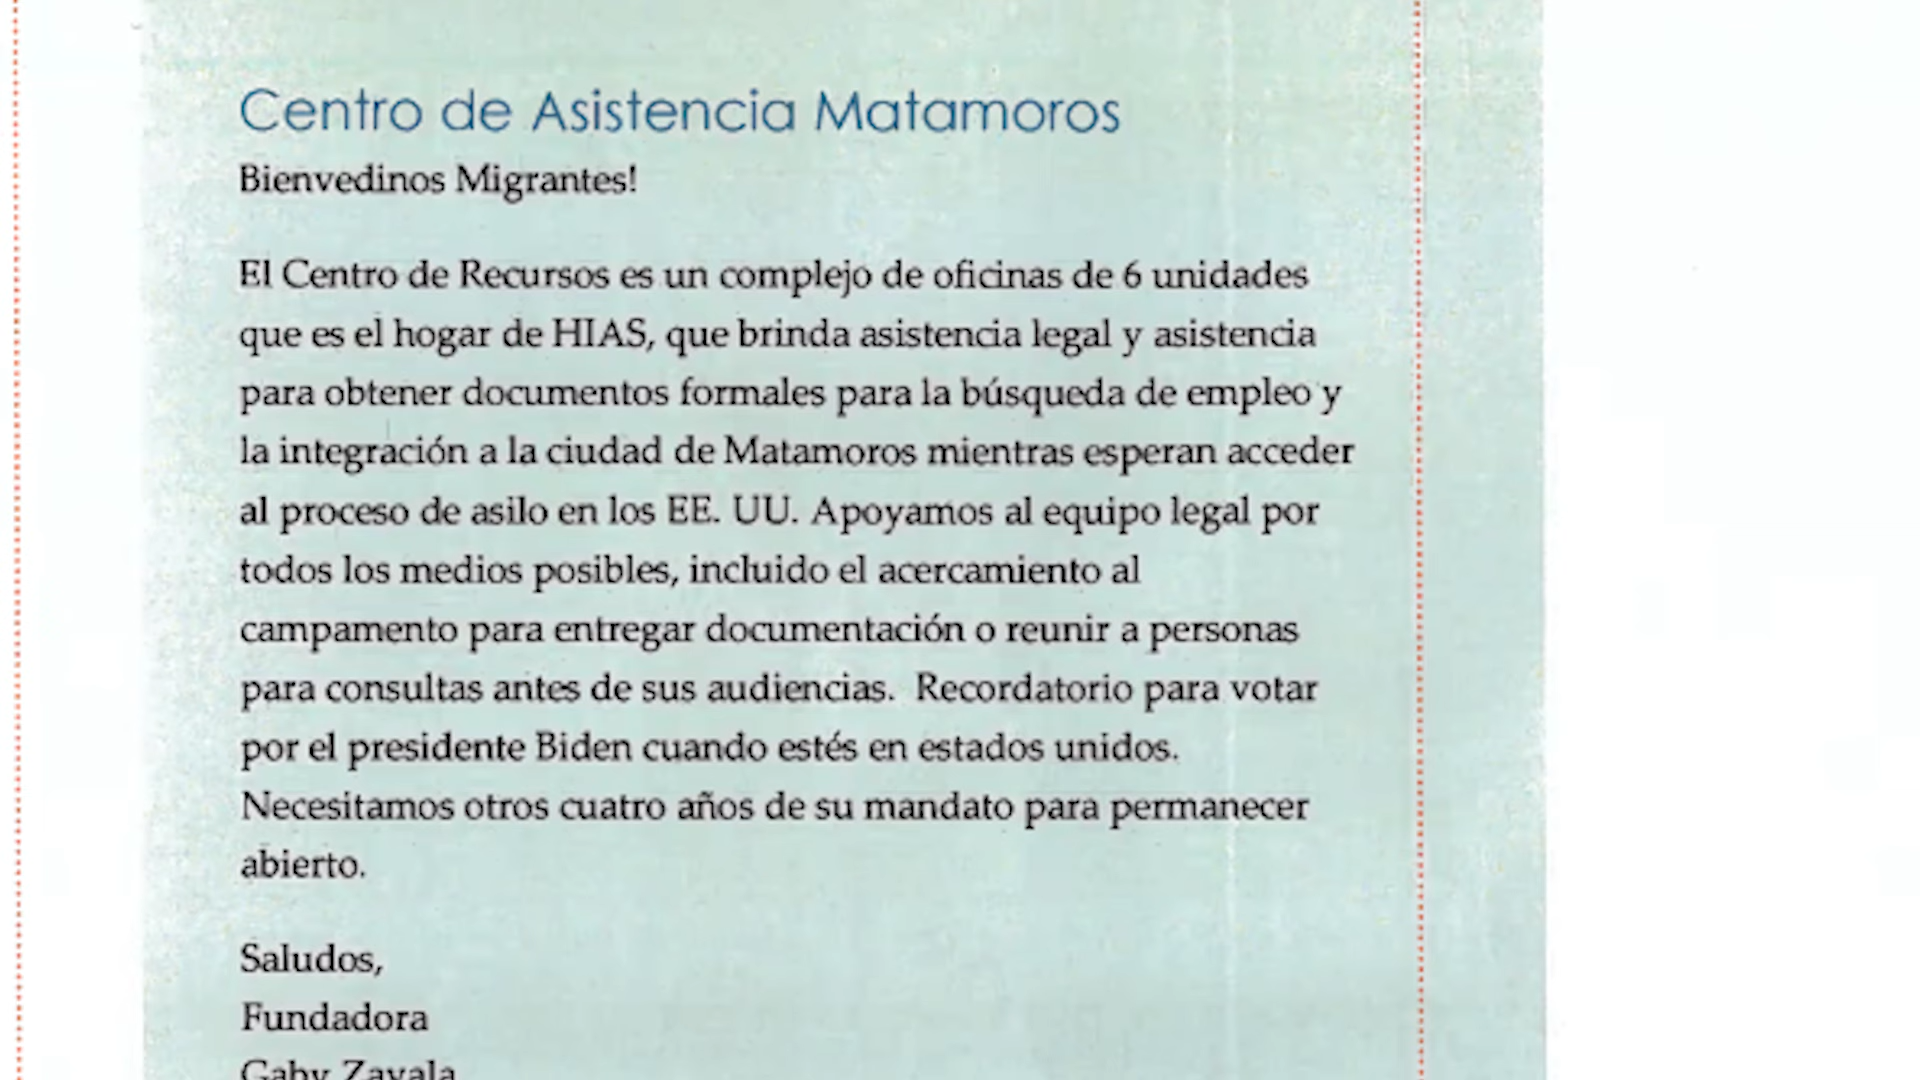 Centro de Asistencia Matamoros
Bienvedinos Migrantes!
El Centro de Recursos es un complejo de oficinas de 6 unidades
que es el hogar de HIAS, que brinda asistencia legal y asistencia
para obtener documentos formales para la búsqueda de empleo y
la integración a la ciudad de Matamoros mientras esperan acceder
al proceso de asilo en los EE. UU. Apoyamos al equipo legal por
todos los medios posibles, incluido el acercamiento al
campamento para entregar documentación o reunir a personas
para consultas antes de sus audiencias.  Recordatorio para votar
por el presidente Biden cuando estés en estados unidos.
Necesitamos otros cuatro años de su mandato para permanecer
abierto.
Saludos,
Fundadora
Gaby Zavala